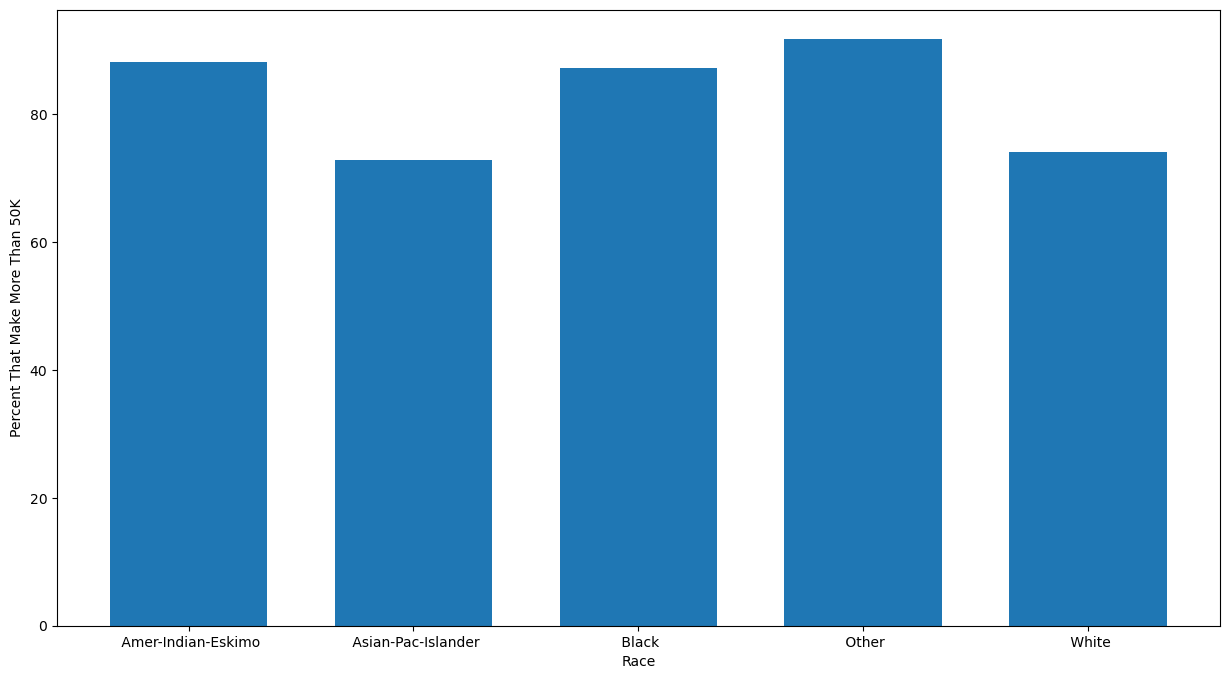 Percent That Make More Than 50K
80
60
40
20
0
Amer-Indian-Eskimo Asian-Pac-Islander Black Other White
Race